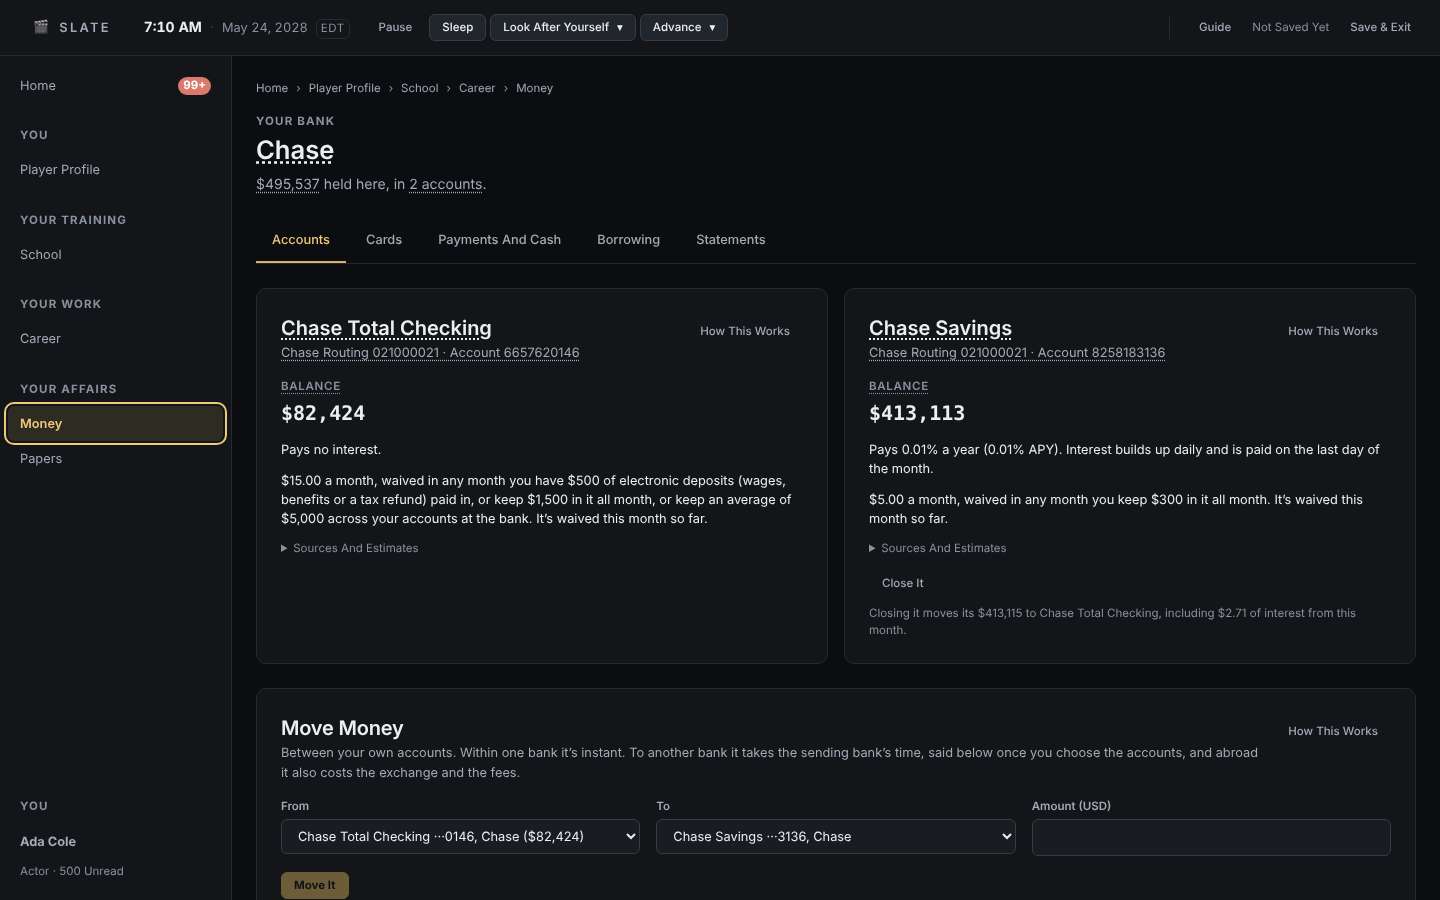 SLATE
7:10 AM · May 24, 2028 EDT
Pause
Sleep
Look After Yourself ▾
Advance ▾
Guide
Not Saved Yet
Save & Exit
Home
99+
YOU
Player Profile
YOUR TRAINING
School
YOUR WORK
Career
YOUR AFFAIRS
Money
Papers
YOU
Ada Cole
Actor · 500 Unread
Home › Player Profile › School › Career › Money
YOUR BANK
Chase
$495,537 held here, in 2 accounts.
Accounts
Cards
Payments And Cash
Borrowing
Statements
Chase Total Checking
How This Works
Chase Routing 021000021 · Account 6657620146
BALANCE
$82,424
Pays no interest.
$15.00 a month, waived in any month you have $500 of electronic deposits (wages,
benefits or a tax refund) paid in, or keep $1,500 in it all month, or keep an average of
$5,000 across your accounts at the bank. It’s waived this month so far.
▶ Sources And Estimates
Chase Savings
How This Works
Chase Routing 021000021 · Account 8258183136
BALANCE
$413,113
Pays 0.01% a year (0.01% APY). Interest builds up daily and is paid on the last day of
the month.
$5.00 a month, waived in any month you keep $300 in it all month. It’s waived this
month so far.
▶ Sources And Estimates
Close It
Closing it moves its $413,115 to Chase Total Checking, including $2.71 of interest from this
month.
Move Money
How This Works
Between your own accounts. Within one bank it’s instant. To another bank it takes the sending bank’s time, said below once you choose the accounts, and abroad
it also costs the exchange and the fees.
From
To
Amount (USD)
Chase Total Checking ···0146, Chase ($82,424)
Chase Savings ···3136, Chase
Move It